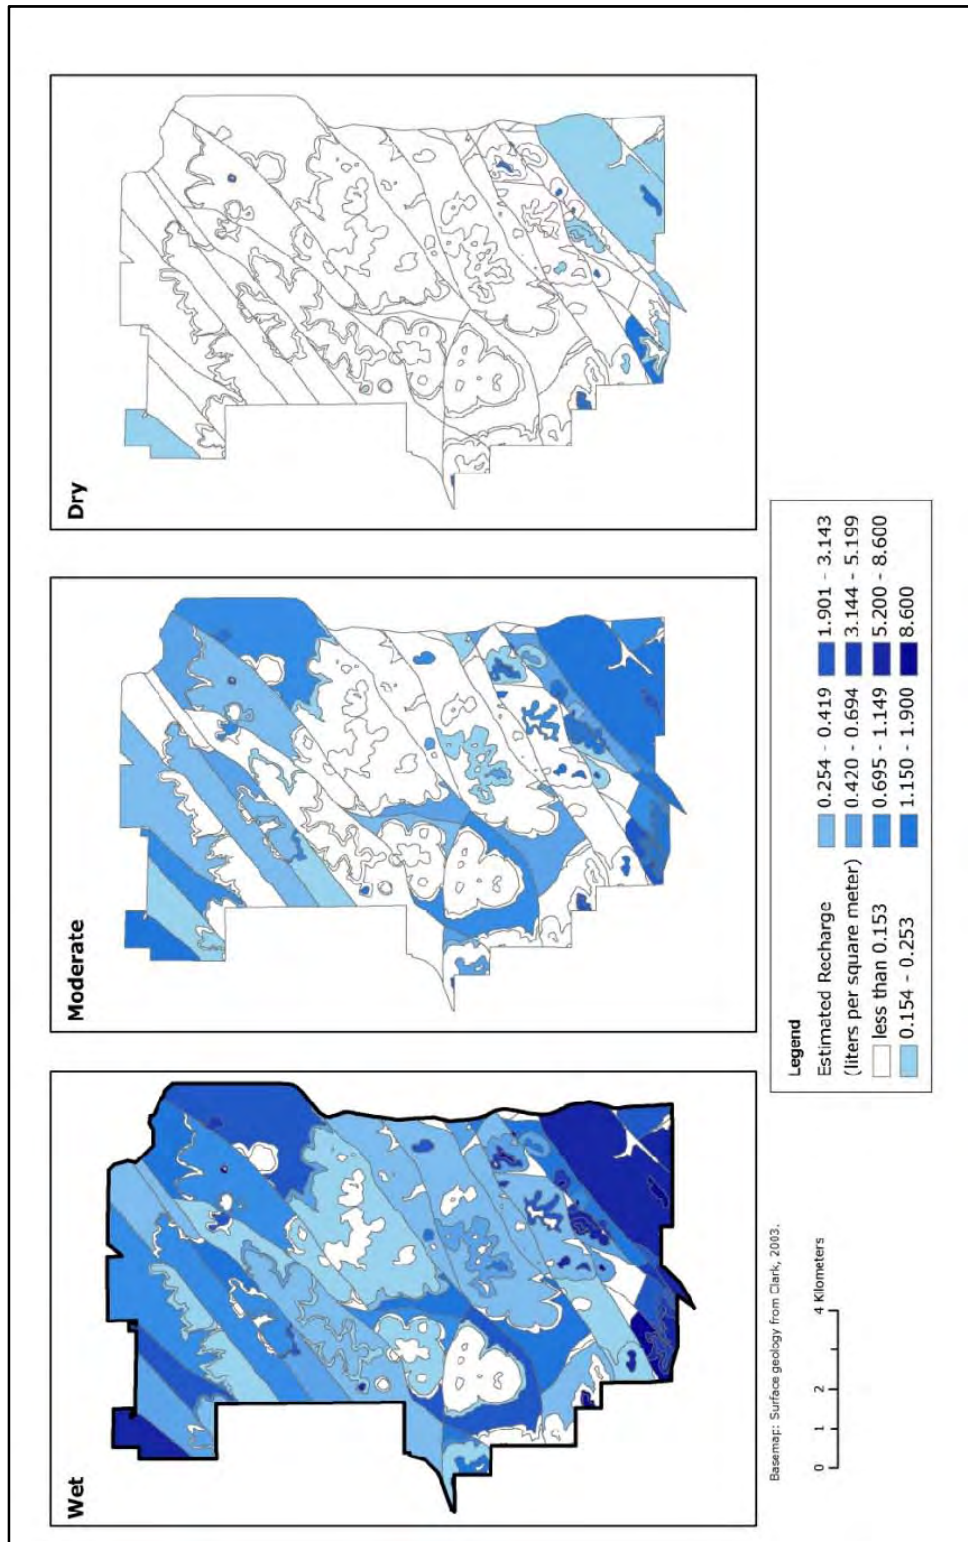 Wet
Moderate
Dry
Basemap: Surface geology from Clark, 2003.
0 1 2 4 Kilometers
Legend
Estimated Recharge
(liters per square meter)
less than 0.153
0.154 - 0.253
0.254 - 0.419
0.420 - 0.694
0.695 - 1.149
1.150 - 1.900
1.901 - 3.143
3.144 - 5.199
5.200 - 8.600
8.600